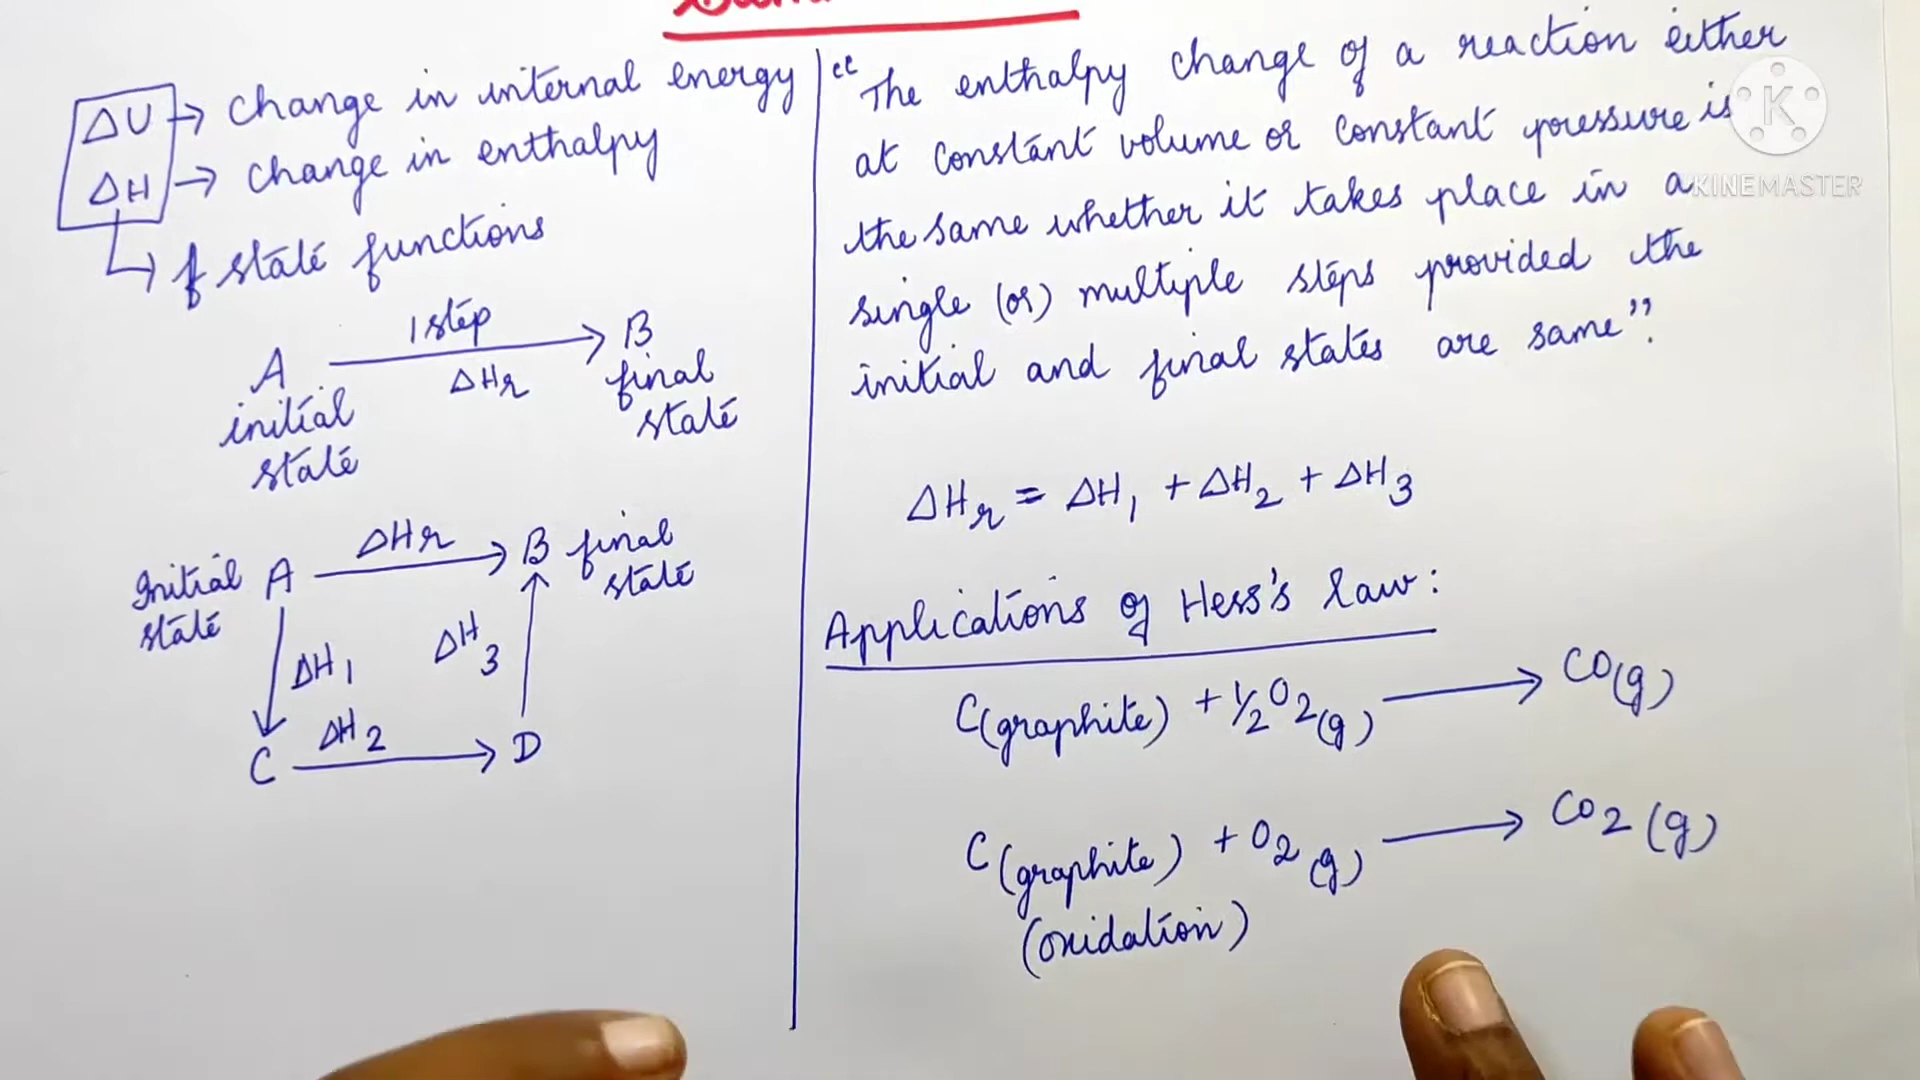 ΔU → change in internal energy
ΔH → change in enthalpy
↳ f state functions
1 step
A → B
ΔHr
initial state
final state
ΔHr
Initial state A → B final state
ΔH1 ΔH3
ΔH2
C → D
"The enthalpy change of a reaction either
at constant volume or constant pressure is
the same whether it takes place in a
single (or) multiple steps provided the
initial and final states are same".
ΔHr = ΔH1 + ΔH2 + ΔH3
Applications of Hess's law:
C(graphite) + 1/2O2(g) → CO(g)
C(graphite) + O2(g) → CO2(g)
(oxidation)
K
KINEMASTER